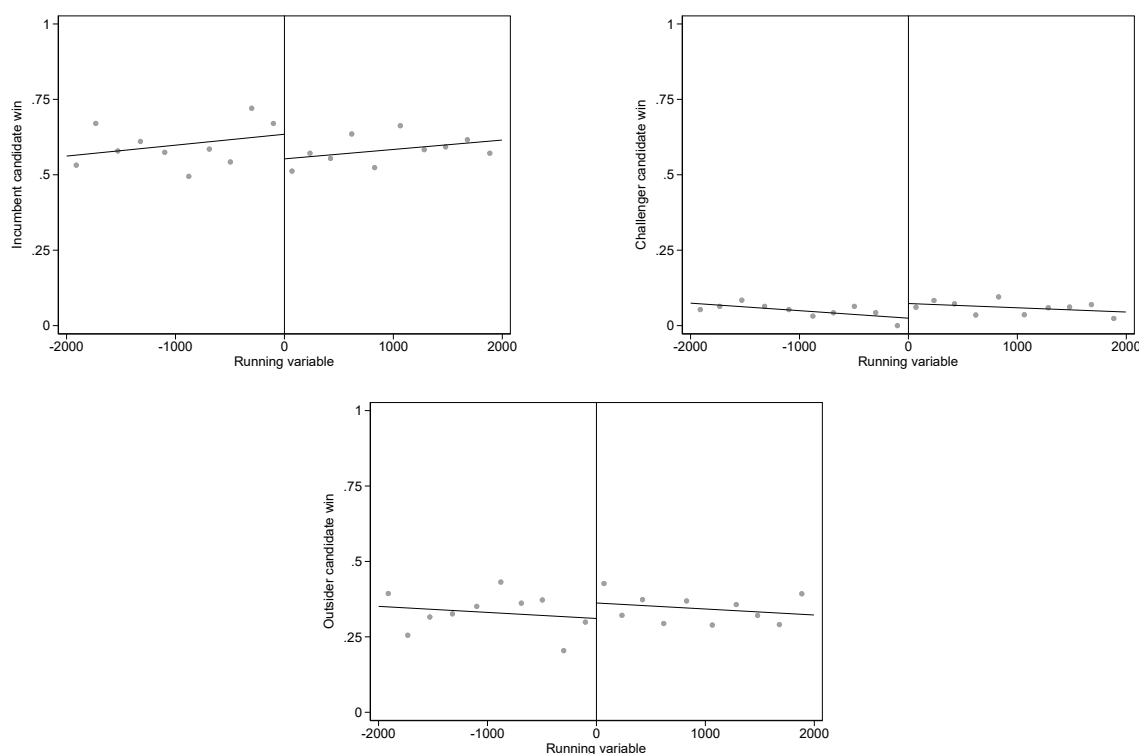 1
.75
.5
.25
0
Incumbent candidate win
-2000 -1000 0 1000 2000
Running variable
1
.75
.5
.25
0
Challenger candidate win
-2000 -1000 0 1000 2000
Running variable
1
.75
.5
.25
0
Outsider candidate win
-2000 -1000 0 1000 2000
Running variable